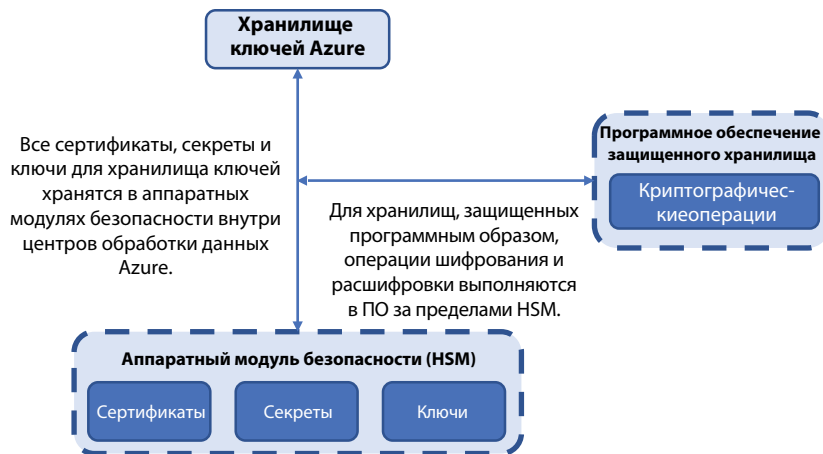 Хранилище
ключей Azure
Все сертификаты, секреты и
ключи для хранилища ключей
хранятся в аппаратных
модулях безопасности внутри
центров обработки данных
Azure.
Программное обеспечение
защищенного хранилища
Криптографичес-
киеоперации
Для хранилищ, защищенных
программным образом,
операции шифрования и
расшифровки выполняются
в ПО за пределами HSM.
Аппаратный модуль безопасности (HSM)
Сертификаты
Секреты
Ключи